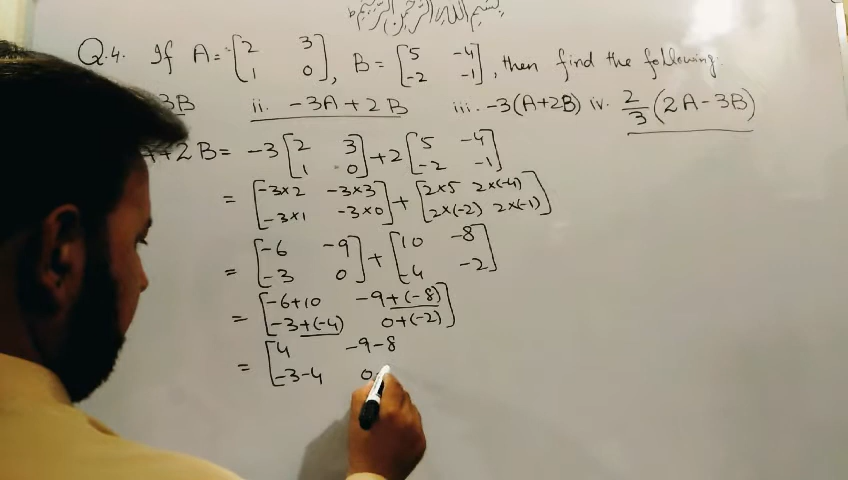 بسم اللہ الرحمن الرحیم
Q.4. If A = [2 3 1 0], B = [5 -4 -2 -1], then find the following.
3B ii. -3A + 2B iii. -3(A+2B) iv. 2/3 (2A - 3B)
+ 2B = -3 [2 3 1 0] + 2 [5 -4 -2 -1]
= [-3×2 -3×3 -3×1 -3×0] + [2×5 2×(-4) 2×(-2) 2×(-1)]
= [-6 -9 -3 0] + [10 -8 -4 -2]
= [-6+10 -9+(-8) -3+(-4) 0+(-2)]
= [4 -9-8 -3-4 0-